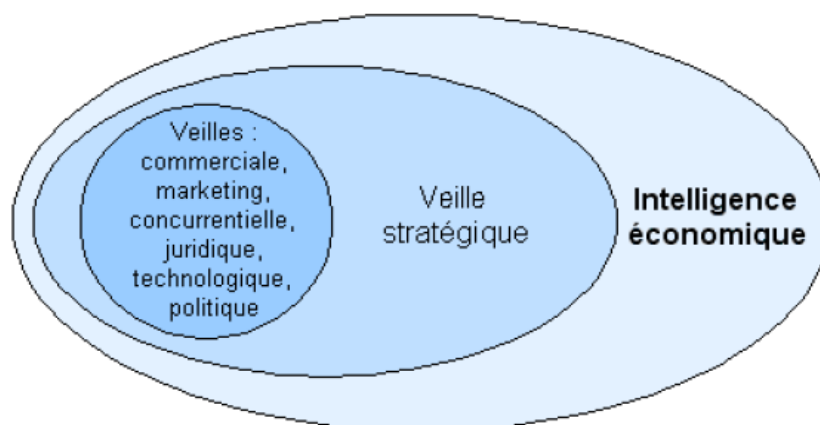 Veilles :
commerciale,
marketing,
concurrentielle,
juridique,
technologique,
politique
Veille
stratégique
Intelligence
économique